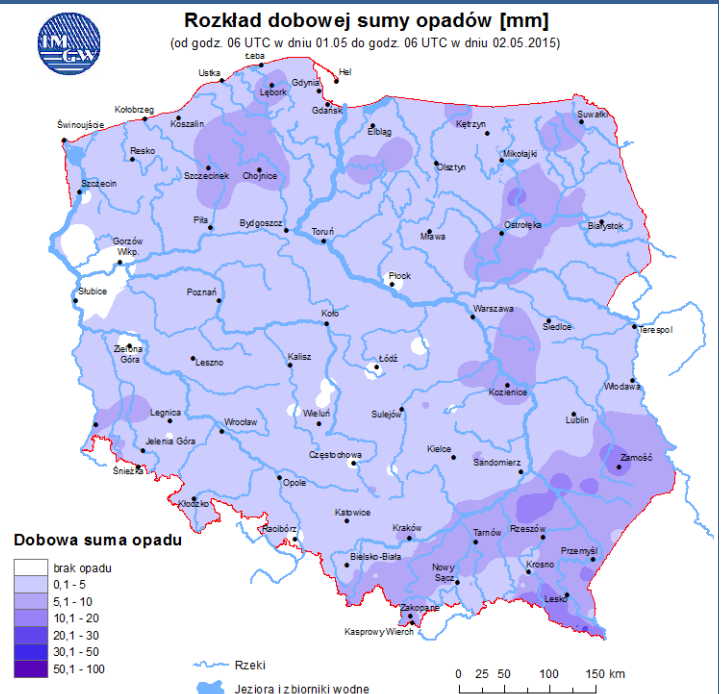 Rozkład dobowej sumy opadów [mm]
(od godz. 06 UTC w dniu 01.05 do godz. 06 UTC w dniu 02.05.2015)
IM
GW
Łeba
Ustka
Hel
Lębork
Gdynia
Gdańsk
Kołobrzeg
Koszalin
Świnoujście
Elbląg
Kętrzyn
Suwałki
Resko
Szczecinek
Chojnice
Olsztyn
Mikołajki
Szczecin
Piła
Bydgoszcz
Toruń
Mława
Ostrołęka
Białystok
Gorzów
Wlkp.
Płock
Słubice
Poznań
Koło
Warszawa
Siedlce
Terespol
Zielona
Góra
Leszno
Kalisz
Łódź
Kozienice
Włodawa
Legnica
Wrocław
Wieluń
Sulejów
Lublin
Jelenia Góra
Śnieżka
Częstochowa
Kielce
Sandomierz
Zamość
Opole
Kłodzko
Katowice
Racibórz
Kraków
Tarnów
Rzeszów
Przemyśl
Bielsko-Biała
Nowy
Sącz
Krosno
Lesko
Zakopane
Kasprowy Wierch
Dobowa suma opadu
brak opadu
0,1 - 5
5,1 - 10
10,1 - 20
20,1 - 30
30,1 - 50
50,1 - 100
Rzeki
Jeziora i zbiorniki wodne
0 25 50 100 150 km